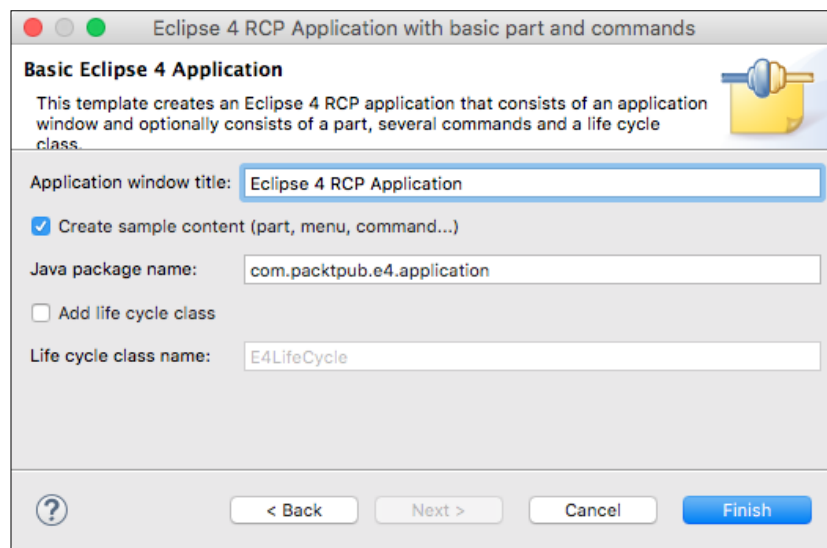 Eclipse 4 RCP Application with basic part and commands
Basic Eclipse 4 Application
This template creates an Eclipse 4 RCP application that consists of an application
window and optionally consists of a part, several commands and a life cycle
class.
Application window title: Eclipse 4 RCP Application
Create sample content (part, menu, command...)
Java package name: com.packtpub.e4.application
Add life cycle class
Life cycle class name: E4LifeCycle
? < Back Next > Cancel Finish